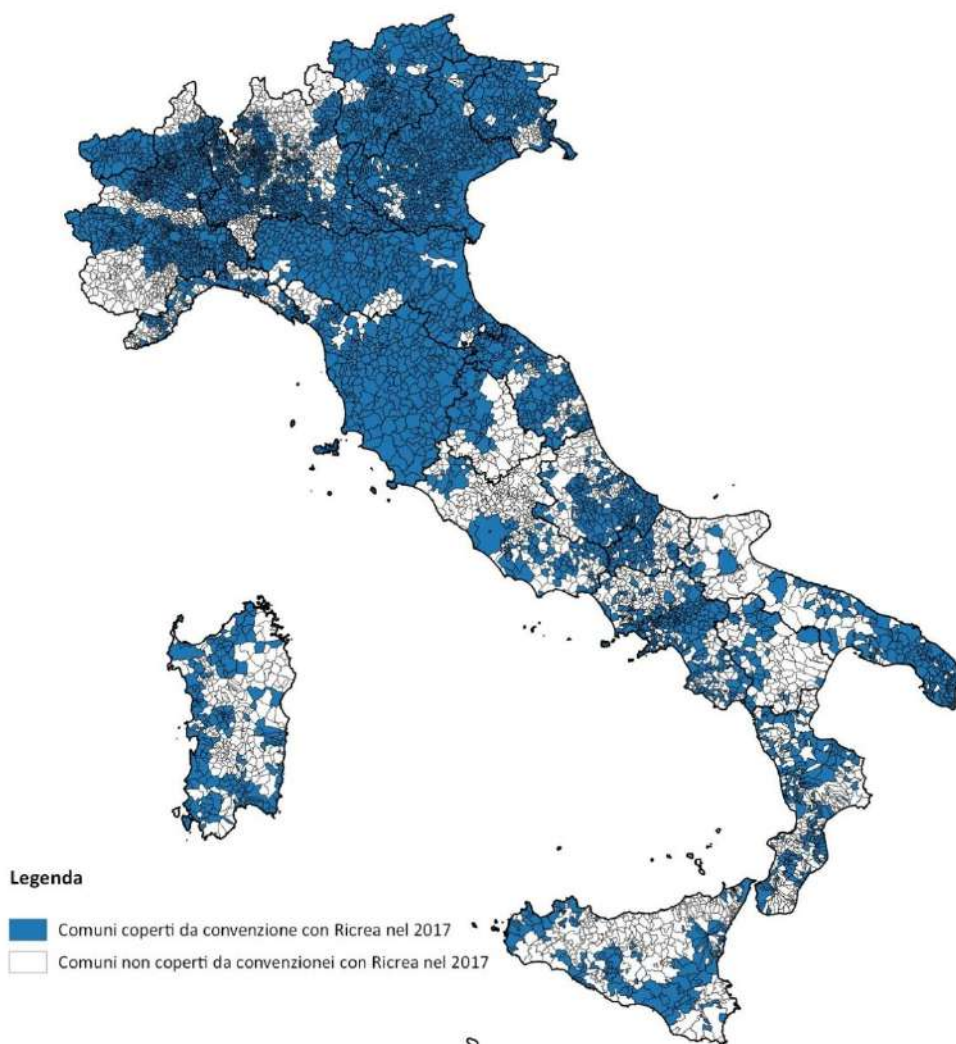 Legenda
Comuni coperti da convenzione con Ricrea nel 2017
Comuni non coperti da convenzionei con Ricrea nel 2017